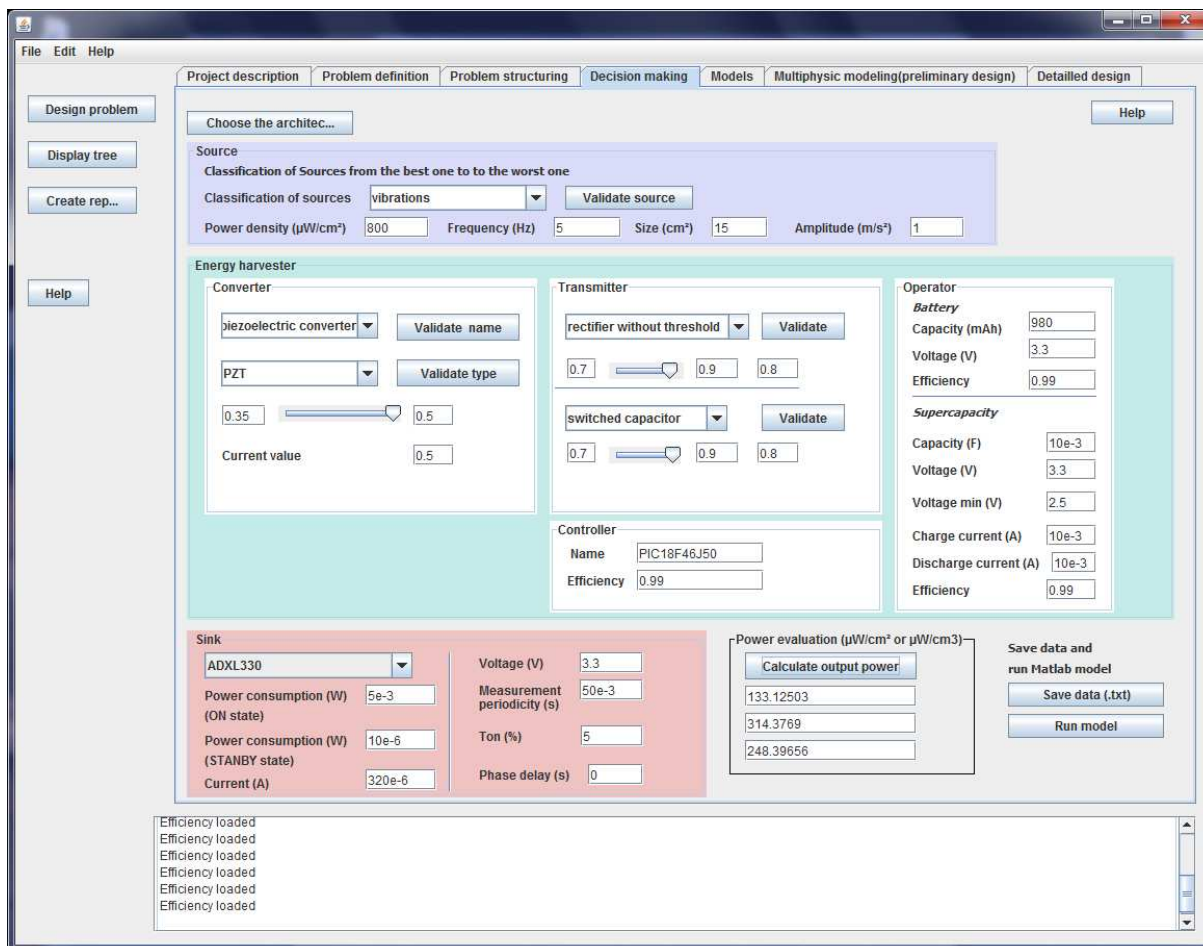 File Edit Help
Project description Problem definition Problem structuring Decision making Models Multiphysic modeling(preliminary design) Detailled design
Design problem
Display tree
Create rep...
Help
Choose the architec...
Help
Source
Classification of Sources from the best one to to the worst one
Classification of sources vibrations Validate source
Power density (µW/cm²) 800 Frequency (Hz) 5 Size (cm²) 15 Amplitude (m/s²) 1
Energy harvester
Converter
piezoelectric converter Validate name
PZT Validate type
0.35 0.5
Current value 0.5
Transmitter
rectifier without threshold Validate
0.7 0.9 0.8
switched capacitor Validate
0.7 0.9 0.8
Controller
Name PIC18F46J50
Efficiency 0.99
Operator
Battery
Capacity (mAh) 980
Voltage (V) 3.3
Efficiency 0.99
Supercapacity
Capacity (F) 10e-3
Voltage (V) 3.3
Voltage min (V) 2.5
Charge current (A) 10e-3
Discharge current (A) 10e-3
Efficiency 0.99
Sink
ADXL330
Power consumption (W) 5e-3
(ON state)
Power consumption (W) 10e-6
(STANBY state)
Current (A) 320e-6
Voltage (V) 3.3
Measurement 50e-3
periodicity (s)
Ton (%) 5
Phase delay (s) 0
Power evaluation (µW/cm² or µW/cm3)
Calculate output power
133.12503
314.3769
248.39656
Save data and
run Matlab model
Save data (.txt)
Run model
Efficiency loaded
Efficiency loaded
Efficiency loaded
Efficiency loaded
Efficiency loaded
Efficiency loaded